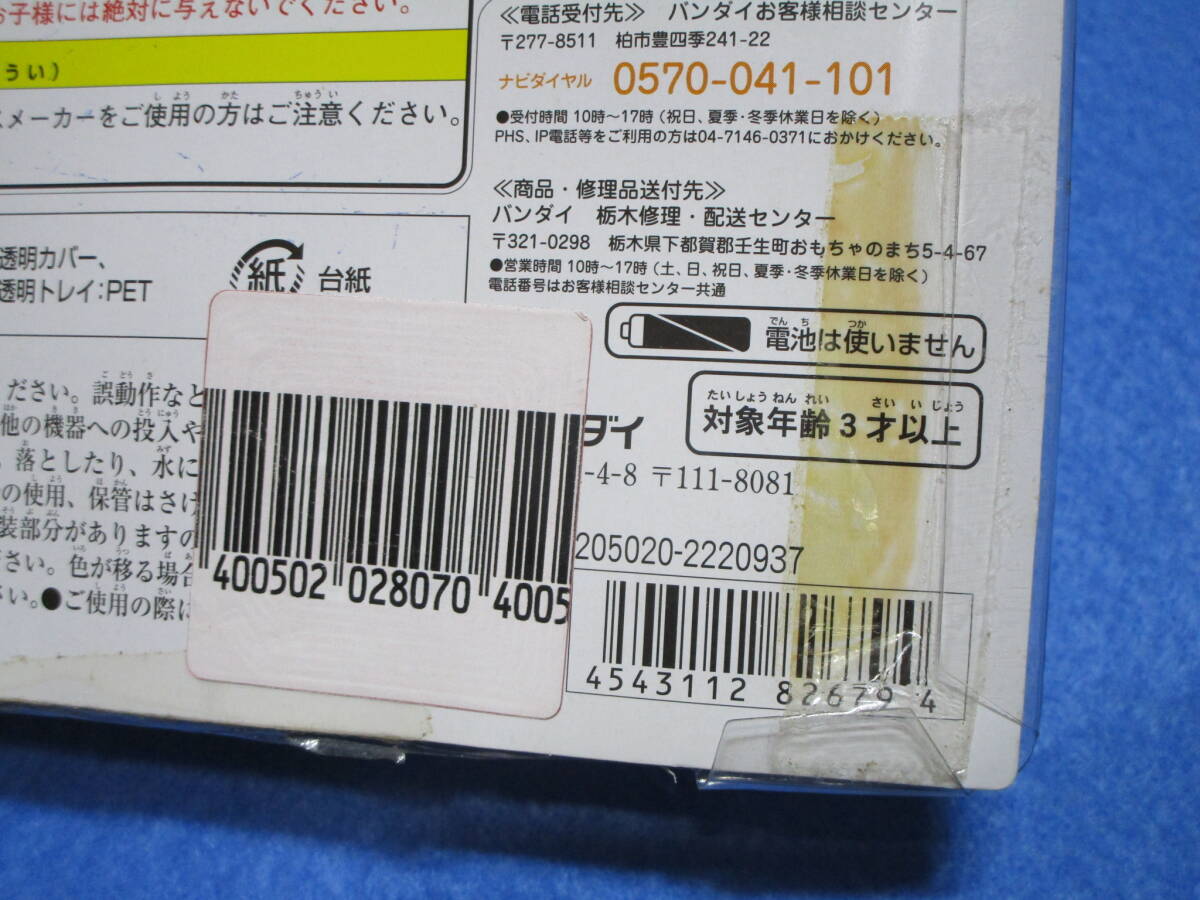 お子様には絶対に与えないでください。
うい）
スメーカーをご使用の方はご注意ください。
≪電話受付先≫ バンダイお客様相談センター
〒277-8511 柏市豊四季241-22
ナビダイヤル 0570-041-101
●受付時間 10時～17時（祝日、夏季・冬季休業日を除く）
PHS、IP電話等をご利用の方は04-7146-0371におかけください。
≪商品・修理品送付先≫
バンダイ 栃木修理・配送センター
〒321-0298 栃木県下都賀郡壬生町おもちゃのまち5-4-67
●営業時間 10時～17時（土、日、祝日、夏季・冬季休業日を除く）
電話番号はお客様相談センター共通
透明カバー、
透明トレイ：PET
紙 台紙
電池は使いません
対象年齢3才以上
ださい。誤動作など
他の機器への投入や
落としたり、水に
の使用、保管はさけ
装部分がありますの
さい。色が移る場合
さい。●ご使用の際に
ダイ
-4-8 〒111-8081
205020-2220937
400502 028070 4005
4543112 826794